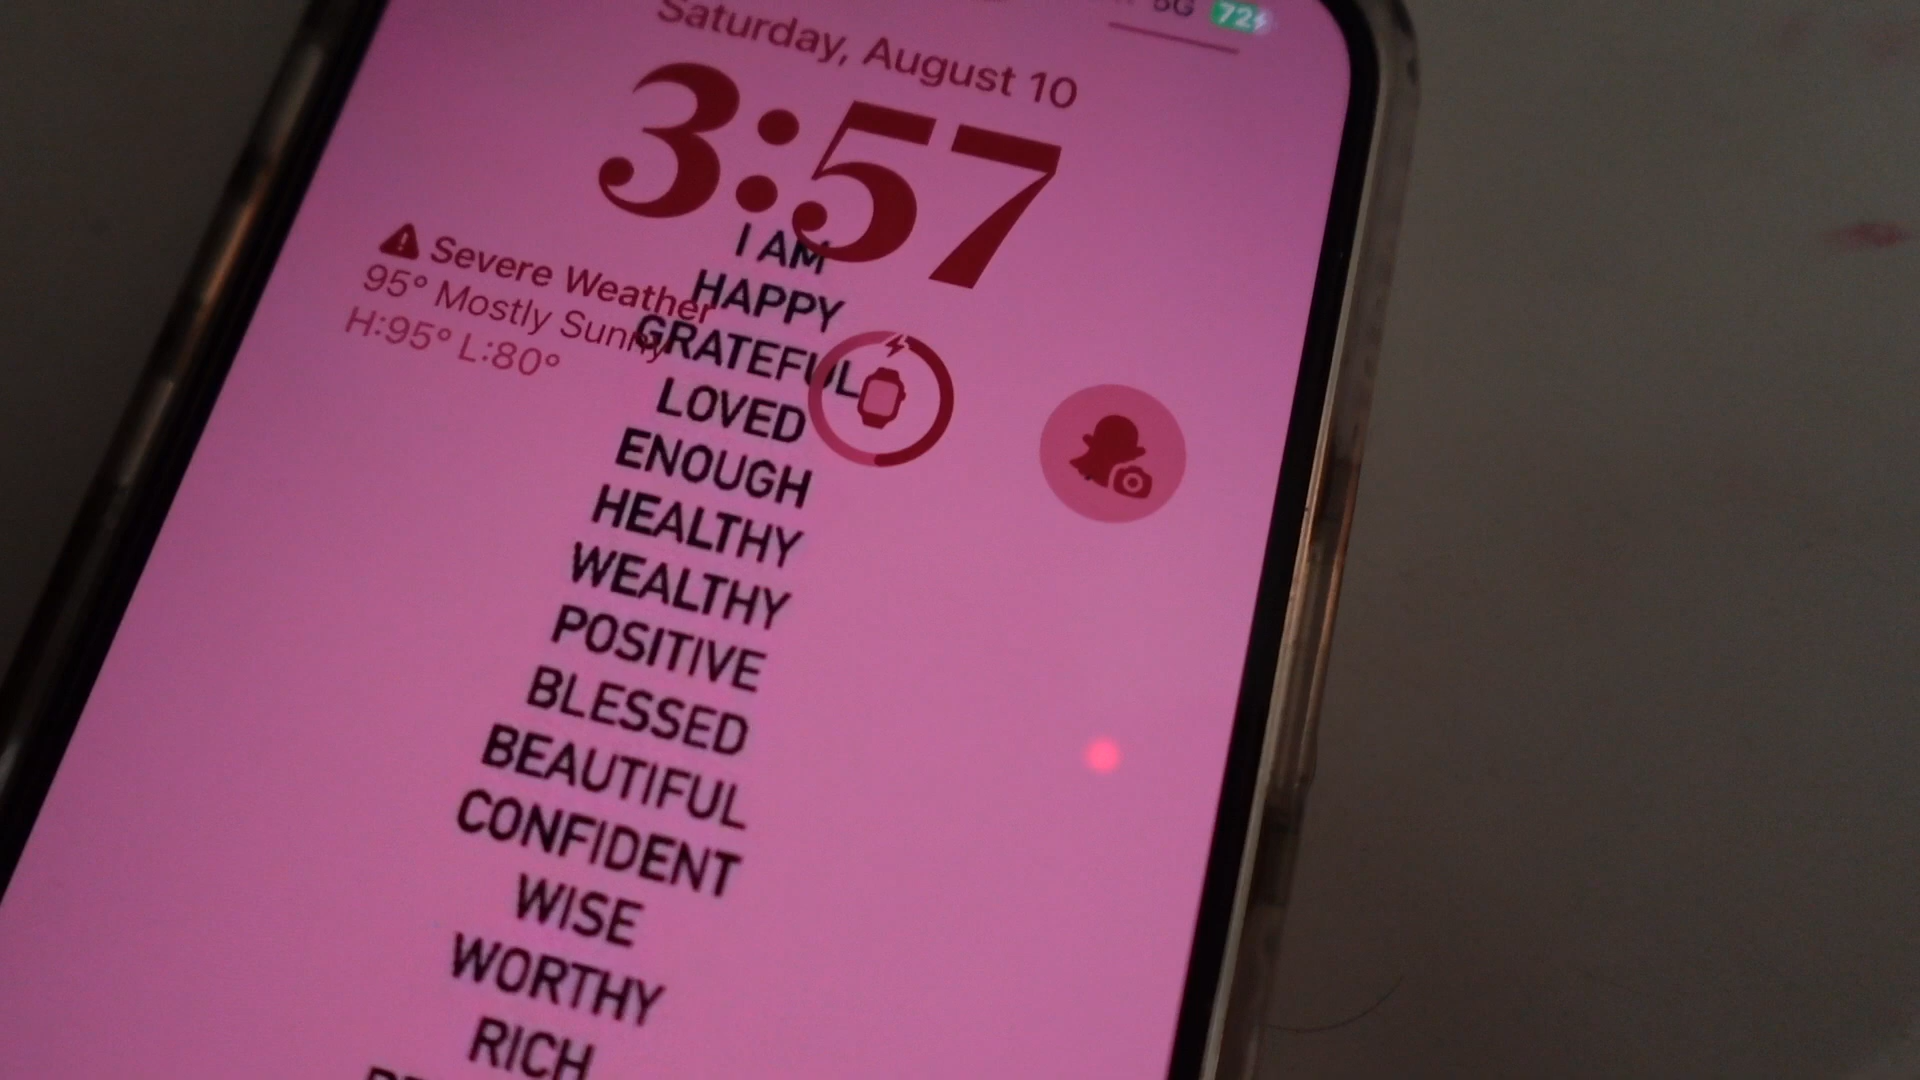 5G 72
Saturday, August 10
3:57
Severe Weather
95° Mostly Sunny
H:95° L:80°
I AM
HAPPY
GRATEFUL
LOVED
ENOUGH
HEALTHY
WEALTHY
POSITIVE
BLESSED
BEAUTIFUL
CONFIDENT
WISE
WORTHY
RICH